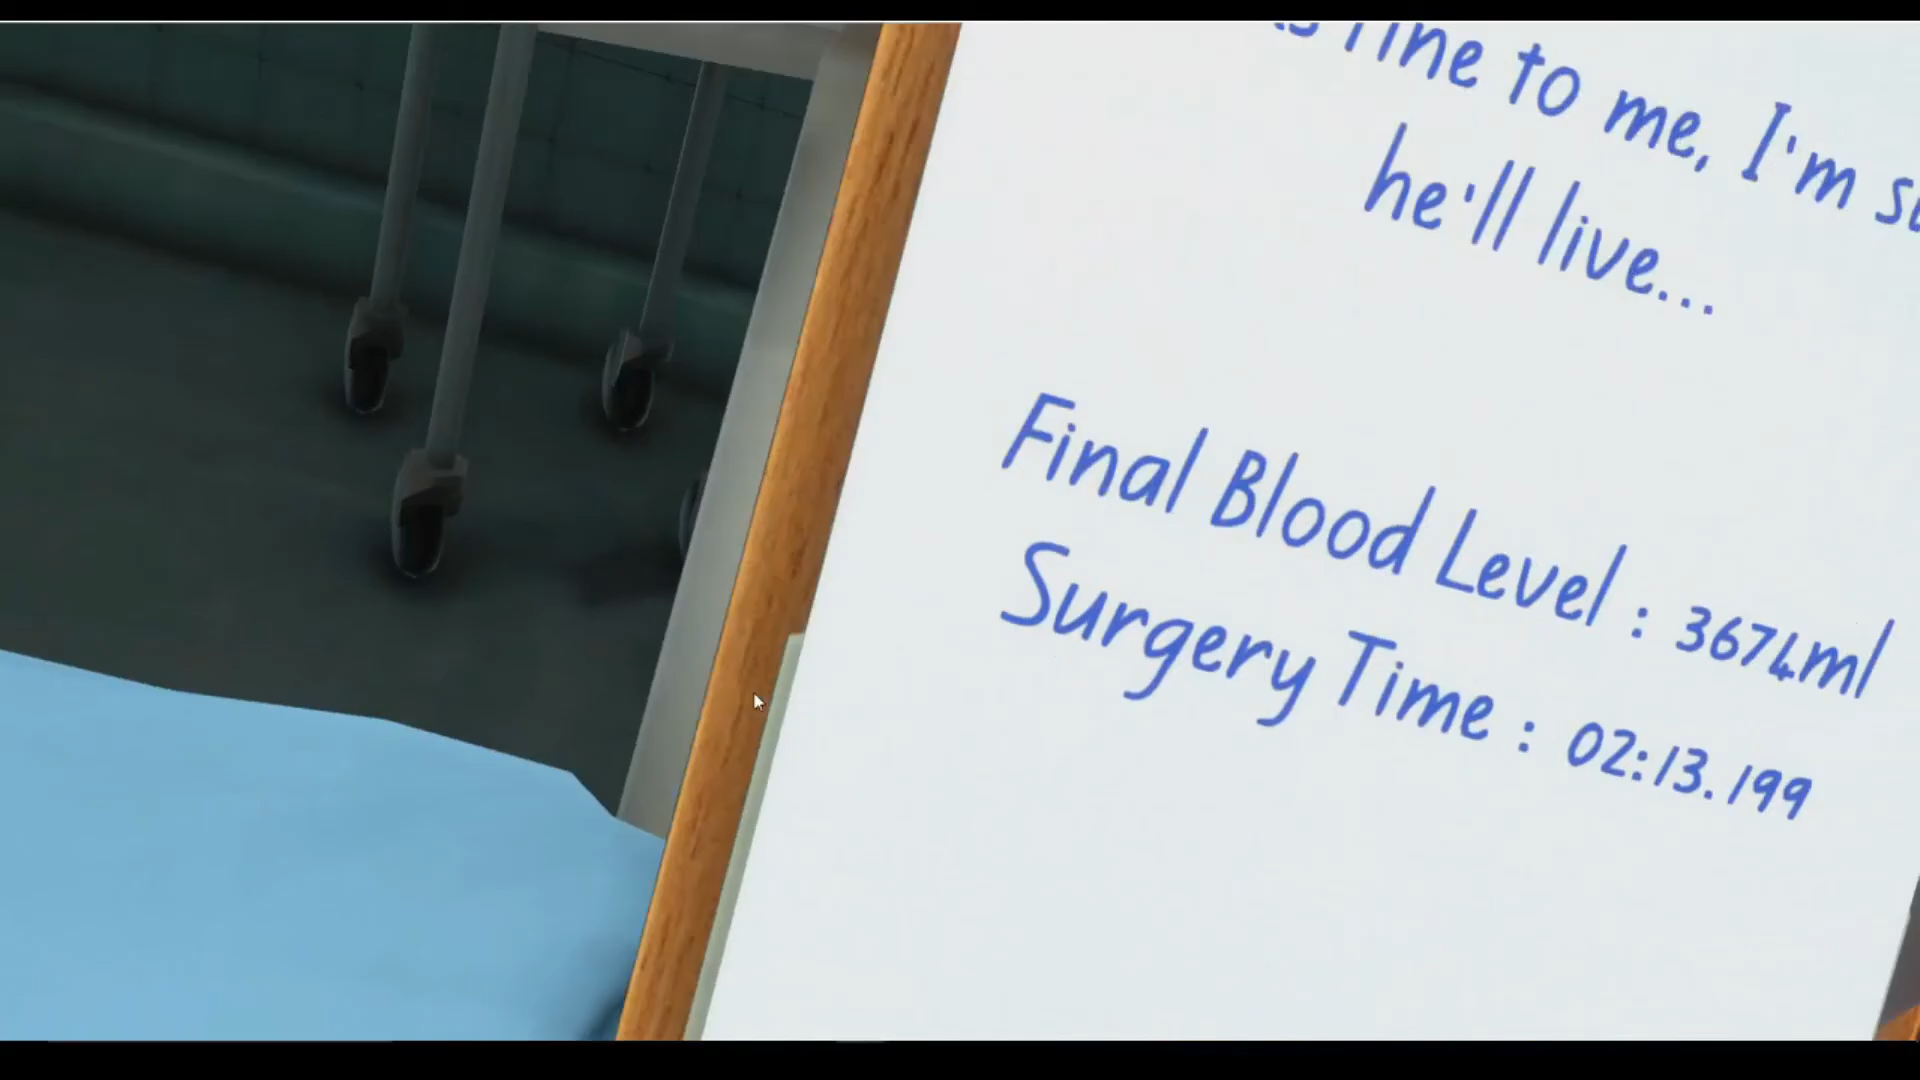 fine to me, I'm
he'll live...
Final Blood Level : 3674ml
Surgery Time : 02:13.199